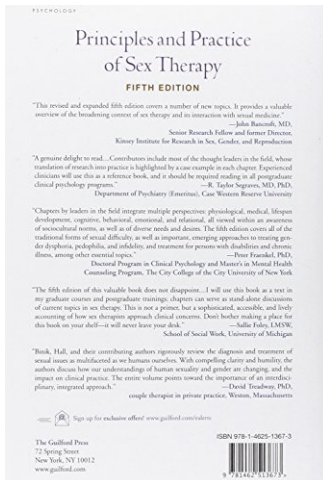 PSYCHOLOGY
Principles and Practice
of Sex Therapy
FIFTH EDITION
"This revised and expanded fifth edition covers a number of new topics. It provides a valuable
overview of the broadening context of sex therapy and its interaction with sexual medicine."
—John Bancroft, MD,
Senior Research Fellow and former Director,
Kinsey Institute for Research in Sex, Gender, and Reproduction
"A genuine delight to read....Contributors include most of the thought leaders in the field, whose
translation of research into practice is highlighted by a case example in each chapter. Experienced
clinicians will use this as a reference book, and it should be required reading in all postgraduate
clinical psychology programs."
—R. Taylor Segraves, MD, PhD,
Department of Psychiatry (Emeritus), Case Western Reserve University
"Chapters by leaders in the field integrate multiple perspectives: physiological, medical, lifespan
development, cognitive, behavioral, emotional, and relational, all viewed within an awareness
of sociocultural norms, as well as of diverse needs and desires. The fifth edition covers all of the
traditional forms of sexual difficulty, as well as important, emerging approaches to treating gen-
der dysphoria, pedophilia, and infidelity, and treatment for persons with disabilities and chronic
illness, among other essential topics."
—Peter Fraenkel, PhD,
Doctoral Program in Clinical Psychology and Master's in Mental Health
Counseling Program, The City College of the City University of New York
"The fifth edition of this valuable book does not disappoint....I will use this book as a text in
my graduate courses and postgraduate trainings; chapters can serve as stand-alone discussions
of current topics in sex therapy. This is not a primer, but a sophisticated, accessible, and lively
accounting of how sex therapists approach clinical concerns. Don't bother making a place for
this book on your shelf—it will never leave your desk."
—Sallie Foley, LMSW,
School of Social Work, University of Michigan
"Binik, Hall, and their contributing authors rigorously review the diagnosis and treatment of
sexual issues as multifaceted as we humans ourselves. With compelling clarity and humility, the
authors discuss how our understandings of human sexuality and gender are changing, and the
impact on clinical practice. The entire volume points toward the importance of an interdisci-
plinary, integrated approach."
—David Treadway, PhD,
couple therapist in private practice, Weston, Massachusetts
Sign up for exclusive offers! www.guilford.com/ealerts
The Guilford Press
72 Spring Street
New York, NY 10012
www.guilford.com
ISBN 978-1-4625-1367-3
9 781462 513673